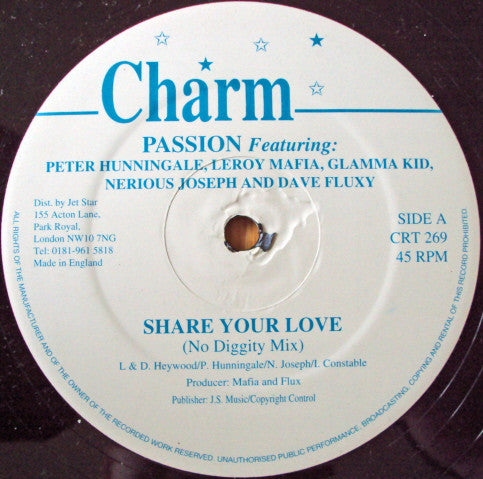 Charm
PASSION Featuring:
PETER HUNNINGALE, LEROY MAFIA, GLAMMA KID,
NERIOUS JOSEPH AND DAVE FLUXY
Dist. by Jet Star
155 Acton Lane,
Park Royal,
London NW10 7NG
Tel: 0181-961 5818
Made in England
SIDE A
CRT 269
45 RPM
SHARE YOUR LOVE
(No Diggity Mix)
L & D. Heywood/P. Hunningale/N. Joseph/I. Constable
Producer: Mafia and Flux
Publisher: J.S. Music/Copyright Control
ALL RIGHTS OF THE MANUFACTURER AND OF THE OWNER OF THE RECORDED WORK RESERVED. UNAUTHORISED PUBLIC PERFORMANCE, BROADCASTING, COPYING AND RENTAL OF THIS RECORD PROHIBITED.